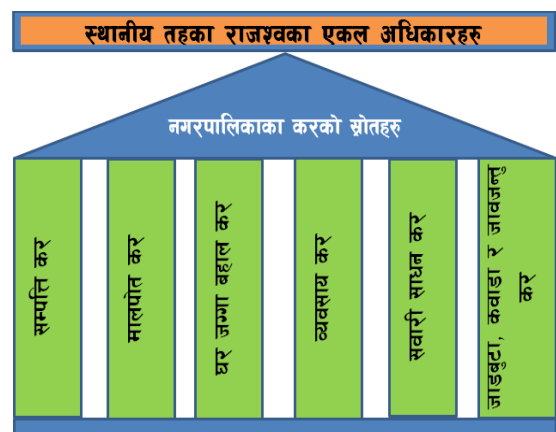 स्थानीय तहका राजश्वका एकल अधिकारहरु
नगरपालिकाका करको स्रोतहरु
सम्पत्ति कर
मालपोत कर
घर जग्गा बहाल कर
व्यवसाय कर
सवारी साधन कर
जाडबुटा, कवाडा र जावजन्तु
कर